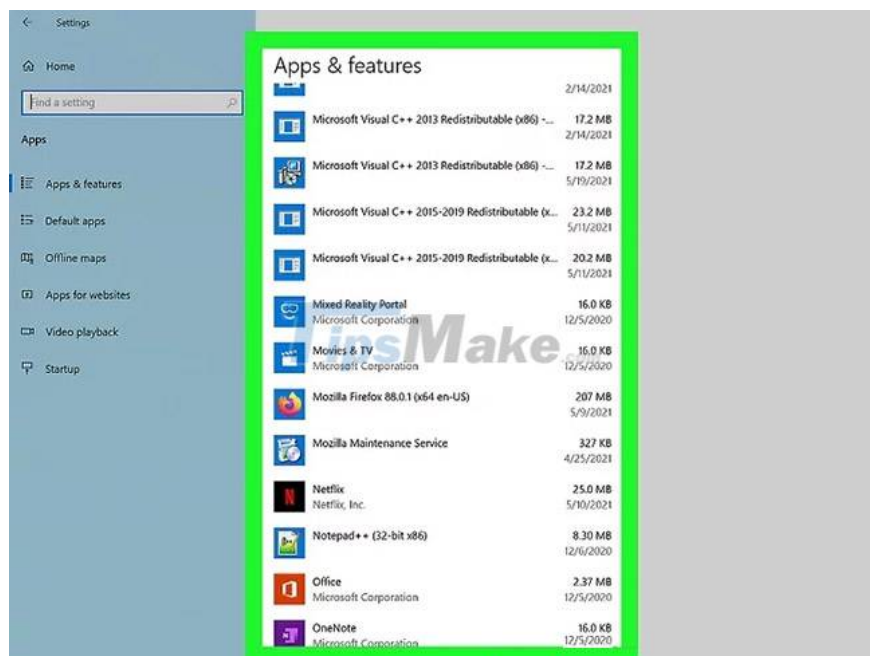 Settings
Home
Find a setting
Apps
Apps & features
Default apps
Offline maps
Apps for websites
Video playback
Startup
Apps & features
2/14/2021
Microsoft Visual C++ 2013 Redistributable (x86) -... 17.2 MB
2/14/2021
Microsoft Visual C++ 2013 Redistributable (x86) -... 17.2 MB
5/19/2021
Microsoft Visual C++ 2015-2019 Redistributable (x... 23.2 MB
5/11/2021
Microsoft Visual C++ 2015-2019 Redistributable (x... 20.2 MB
5/11/2021
Mixed Reality Portal 16.0 KB
Microsoft Corporation 12/5/2020
TipsMake.com
Movies & TV 16.0 KB
Microsoft Corporation 12/5/2020
Mozilla Firefox 88.0.1 (x64 en-US) 207 MB
5/9/2021
Mozilla Maintenance Service 327 KB
4/25/2021
Netflix 25.0 MB
Netflix, Inc. 5/10/2021
Notepad++ (32-bit x86) 8.30 MB
12/6/2020
Office 2.37 MB
Microsoft Corporation 12/5/2020
OneNote 16.0 KB
Microsoft Corporation 12/5/2020